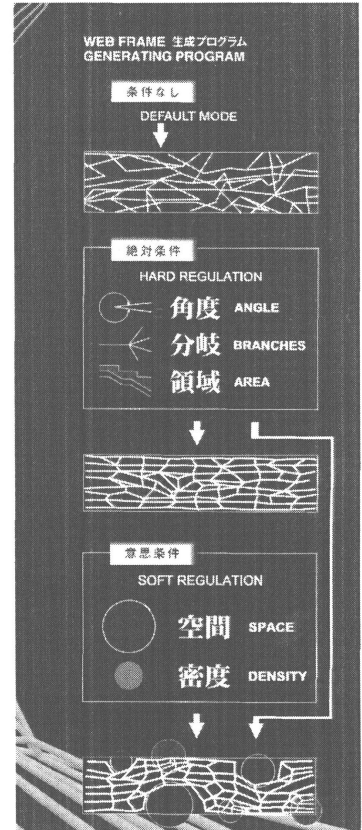 WEB FRAME 生成プログラム
GENERATING PROGRAM
条件なし
DEFAULT MODE
絶対条件
HARD REGULATION
角度 ANGLE
分岐 BRANCHES
領域 AREA
意思条件
SOFT REGULATION
空間 SPACE
密度 DENSITY